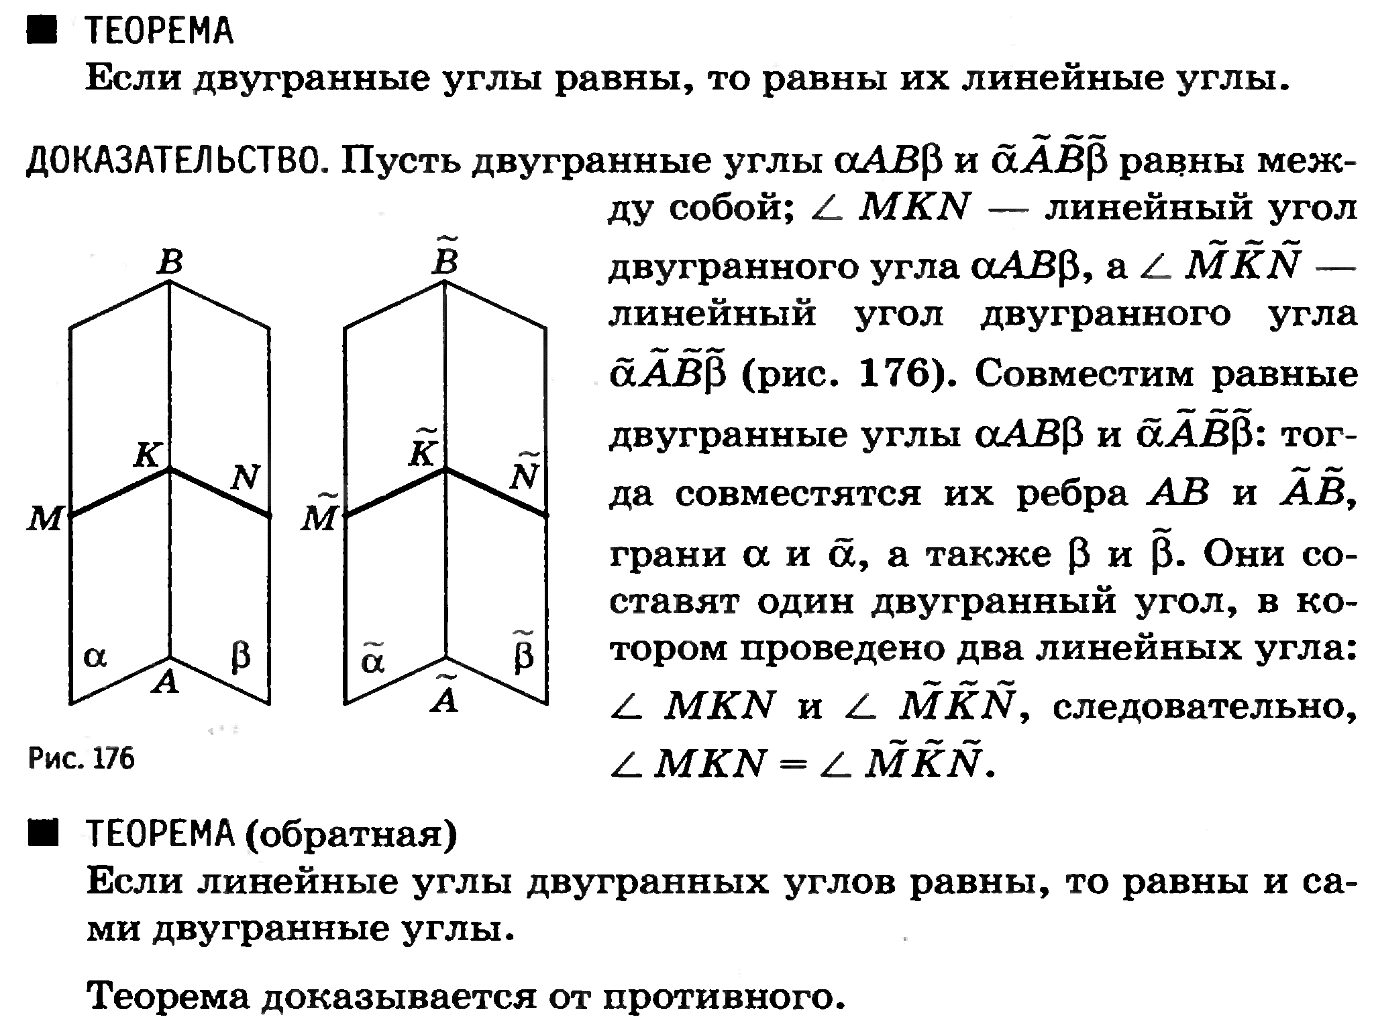 ■ ТЕОРЕМА
Если двугранные углы равны, то равны их линейные углы.
ДОКАЗАТЕЛЬСТВО. Пусть двугранные углы αABβ и α̃ÃB̃β̃ равны меж-
ду собой; ∠ MKN — линейный угол
двугранного угла αABβ, а ∠ M̃K̃Ñ —
линейный угол двугранного угла
α̃ÃB̃β̃ (рис. 176). Совместим равные
двугранные углы αABβ и α̃ÃB̃β̃: тог-
да совместятся их ребра AB и ÃB̃,
грани α и α̃, а также β и β̃. Они со-
ставят один двугранный угол, в ко-
тором проведено два линейных угла:
∠ MKN и ∠ M̃K̃Ñ, следовательно,
∠ MKN = ∠ M̃K̃Ñ.
B
K
N
M
α
β
A
B̃
K̃
Ñ
M̃
α̃
β̃
Ã
Рис. 176
■ ТЕОРЕМА (обратная)
Если линейные углы двугранных углов равны, то равны и са-
ми двугранные углы.
Теорема доказывается от противного.